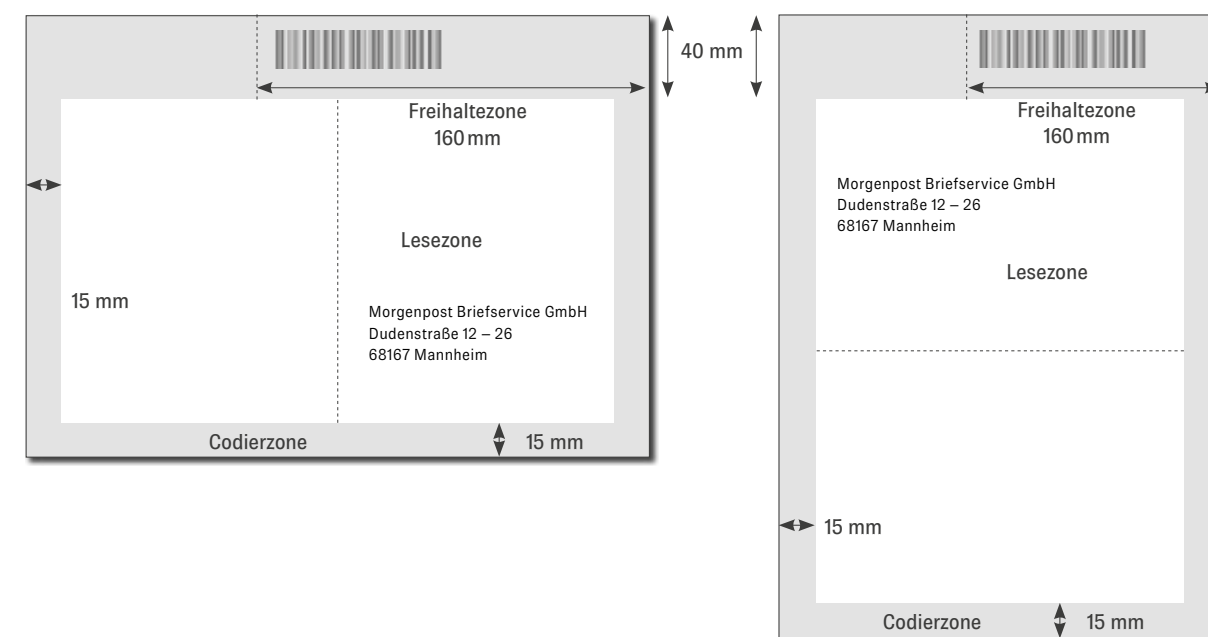 40 mm
Freihaltezone
160 mm
Lesezone
15 mm
Morgenpost Briefservice GmbH
Dudenstraße 12 – 26
68167 Mannheim
Codierzone
15 mm
Freihaltezone
160 mm
Morgenpost Briefservice GmbH
Dudenstraße 12 – 26
68167 Mannheim
Lesezone
15 mm
Codierzone
15 mm